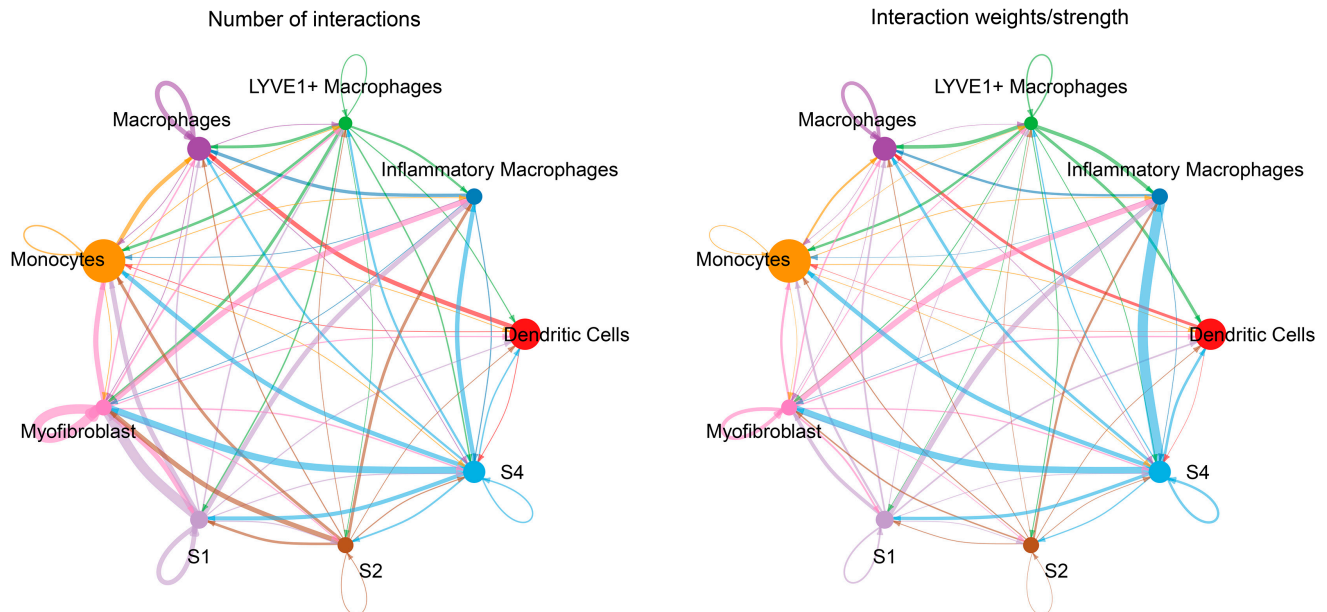 Number of interactions
LYVE1+ Macrophages
Macrophages
Inflammatory Macrophages
Monocytes
Dendritic Cells
Myofibroblast
S4
S1
S2
Interaction weights/strength
LYVE1+ Macrophages
Macrophages
Inflammatory Macrophages
Monocytes
Dendritic Cells
Myofibroblast
S4
S1
S2